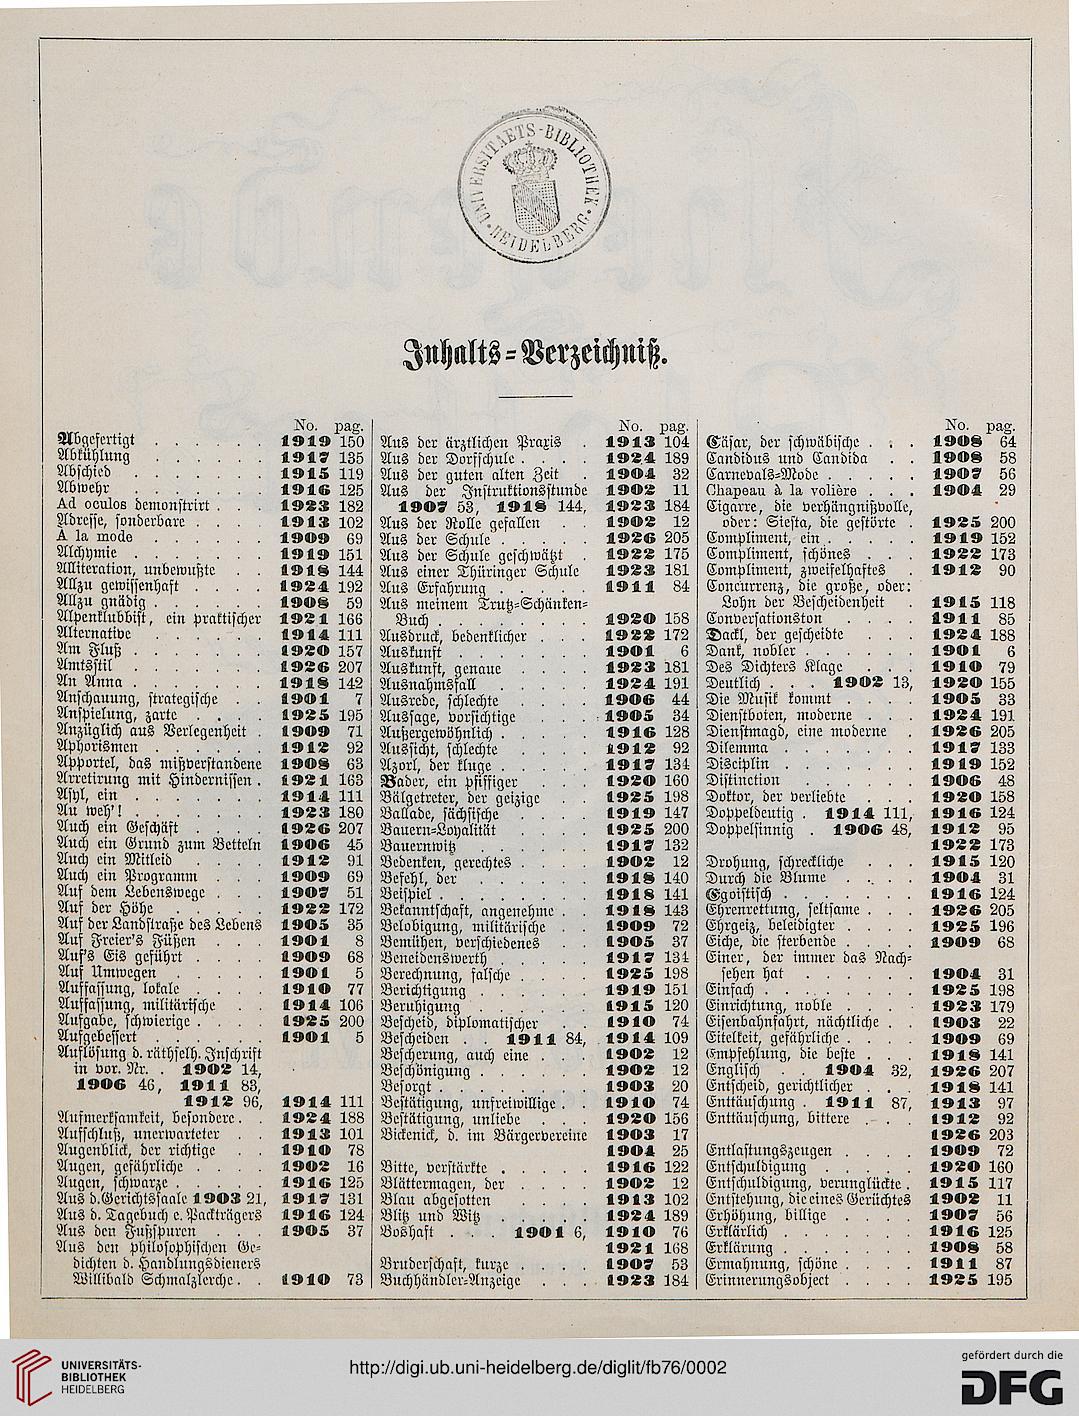 UNIVERSITAETS-BIBLIOTHEK
·HEIDELBERG·
Inhalts=Verzeichniß.
No. pag.
Abgefertigt . . . . . . 1919 150
Abkühlung . . . . . . 1917 135
Abschied . . . . . . . 1915 119
Abwehr . . . . . . . 1916 125
Ad oculos demonstrirt . . . 1923 182
Adresse, sonderbare . . . . 1913 102
A la mode . . . . . . 1909 69
Alchymie . . . . . . . 1919 151
Alliteration, unbewußte . . 1918 144
Allzu gewissenhaft . . . . 1924 192
Allzu gnädig . . . . . . 1908 59
Alpenklubbist, ein praktischer 1921 166
Alternative . . . . . . 1914 111
Am Fluß . . . . . . . 1920 157
Amtsstil . . . . . . . 1926 207
An Anna . . . . . . . 1918 142
Anschauung, strategische . . 1901 7
Anspielung, zarte . . . . 1925 195
Anzüglich aus Verlegenheit . 1909 71
Aphorismen . . . . . . 1912 92
Apportel, das mißverstandene 1908 63
Arretirung mit Hindernissen . 1921 163
Asyl, ein . . . . . . . 1914 111
Au weh'! . . . . . . . 1923 180
Auch ein Geschäft . . . . 1926 207
Auch ein Grund zum Betteln 1906 45
Auch ein Mitleid . . . . 1912 91
Auch ein Programm . . . 1909 69
Auf dem Lebenswege . . . 1907 51
Auf der Höhe . . . . . 1922 172
Auf der Landstraße des Lebens 1905 35
Auf Freier's Füßen . . . 1901 8
Auf's Eis geführt . . . . 1909 68
Auf Umwegen . . . . . 1901 5
Auffassung, lokale . . . . 1910 77
Auffassung, militärische . . 1914 106
Aufgabe, schwierige . . . . 1925 200
Aufgebessert . . . . . . 1901 5
Auflösung d. räthselh. Inschrift
in vor. Nr. . 1902 14,
1906 46, 1911 83,
1912 96, 1914 111
Aufmerksamkeit, besondere . 1924 188
Aufschluß, unerwarteter . . 1913 101
Augenblick, der richtige . . 1910 78
Augen, gefährliche . . . . 1902 16
Augen, schwarze . . . . . 1916 125
Aus d. Gerichtssaale 1903 21, 1917 131
Aus d. Tagebuch e. Packträgers 1916 124
Aus den Fußspuren . . . 1905 37
Aus den philosophischen Ge=
dichten d. Handlungsdieners
Willibald Schmalzlerche . . 1910 73
No. pag.
Aus der ärztlichen Praxis . 1913 104
Aus der Dorfschule . . . . 1924 189
Aus der guten alten Zeit . 1904 32
Aus der Instruktionsstunde 1902 11
1907 53, 1918 144, 1923 184
Aus der Rolle gefallen . . 1902 12
Aus der Schule . . . . . 1926 205
Aus der Schule geschwätzt . 1922 175
Aus einer Thüringer Schule 1923 181
Aus Erfahrung . . . . . 1911 84
Aus meinem Trutz=Schänken=
Buch . . . . . . . 1920 158
Ausdruck, bedenklicher . . . 1922 172
Auskunft . . . . . . . 1901 6
Auskunft, genaue . . . . 1923 181
Ausnahmsfall . . . . . 1924 191
Ausrede, schlechte . . . . 1906 44
Aussage, vorsichtige . . . 1905 34
Außergewöhnlich . . . . . 1916 128
Aussicht, schlechte . . . . 1912 92
Azorl, der kluge . . . . . 1917 134
Bader, ein pfiffiger . . . 1920 160
Bälgetreter, der geizige . . 1925 198
Ballade, sächsische . . . . 1919 147
Bauern=Loyalität . . . . 1925 200
Bauernwitz . . . . . . 1917 132
Bedenken, gerechtes . . . . 1902 12
Befehl, der . . . . . . 1918 140
Beispiel . . . . . . . 1918 141
Bekanntschaft, angenehme . . 1918 143
Belobigung, militärische . . 1909 72
Bemühen, verschiedenes . . 1905 37
Beneidenswerth . . . . . 1917 134
Berechnung, falsche . . . 1925 198
Berichtigung . . . . . . 1919 151
Beruhigung . . . . . . 1915 120
Bescheid, diplomatischer . . 1910 74
Bescheiden . . 1911 84, 1914 109
Bescherung, auch eine . . . 1902 12
Beschönigung . . . . . . 1902 12
Besorgt . . . . . . . 1903 20
Bestätigung, unfreiwillige . . 1910 74
Bestätigung, unliebe . . . 1920 156
Bickenick, d. im Bärgervereine 1903 17
1904 25
Bitte, verstärkte . . . . . 1916 122
Blättermagen, der . . . . 1902 12
Blau abgesotten . . . . . 1913 102
Blitz und Witz . . . . . 1924 189
Boshaft . . . 1901 6, 1910 76
1921 168
Bruderschaft, kurze . . . . 1907 53
Buchhändler=Anzeige . . . 1923 184
No. pag.
Cäsar, der schwäbische . . . 1908 64
Candidus und Candida . . 1908 58
Carnevals=Mode . . . . . 1907 56
Chapeau à la volière . . . 1904 29
Cigarre, die verhängnißvolle,
oder: Siesta, die gestörte . 1925 200
Compliment, ein . . . . . 1919 152
Compliment, schönes . . . 1922 173
Compliment, zweifelhaftes . 1912 90
Concurrenz, die große, oder:
Lohn der Bescheidenheit . 1915 118
Conversationston . . . . 1911 85
Dackl, der gescheidte . . . 1924 188
Dank, nobler . . . . . . 1901 6
Des Dichters Klage . . . 1910 79
Deutlich . . . 1902 13, 1920 155
Die Musik kommt . . . . 1905 33
Dienstboten, moderne . . . 1924 191
Dienstmagd, eine moderne . 1926 205
Dilemma . . . . . . . 1917 133
Disciplin . . . . . . . 1919 152
Distinction . . . . . . 1906 48
Doktor, der verliebte . . . 1920 158
Doppeldeutig . 1914 111, 1916 124
Doppelsinnig . 1906 48, 1912 95
1922 173
Drohung, schreckliche . . . 1915 120
Durch die Blume . . . . 1904 31
Egoistisch . . . . . . . 1916 124
Ehrenrettung, seltsame . . . 1926 205
Ehrgeiz, beleidigter . . . . 1925 196
Eiche, die sterbende . . . . 1909 68
Einer, der immer das Nach=
sehen hat . . . . . . 1904 31
Einfach . . . . . . . . 1925 198
Einrichtung, noble . . . . 1923 179
Eisenbahnfahrt, nächtliche . . 1903 22
Eitelkeit, gefährliche . . . . 1909 69
Empfehlung, die beste . . . 1918 141
Englisch . . 1904 32, 1926 207
Entscheid, gerichtlicher . . 1918 141
Enttäuschung . 1911 87, 1913 97
Enttäuschung, bittere . . . 1912 92
1926 203
Entlastungszeugen . . . . 1909 72
Entschuldigung . . . . . 1920 160
Entschuldigung, verunglückte . 1915 117
Entstehung, die eines Gerüchtes 1902 11
Erhöhung, billige . . . . 1907 56
Erklärlich . . . . . . . 1916 125
Erklärung . . . . . . . 1908 58
Ermahnung, schöne . . . . 1911 87
Erinnerungsobject . . . . 1925 195
UNIVERSITÄTS-
BIBLIOTHEK
HEIDELBERG
http://digi.ub.uni-heidelberg.de/diglit/fb76/0002
gefördert durch die
DFG